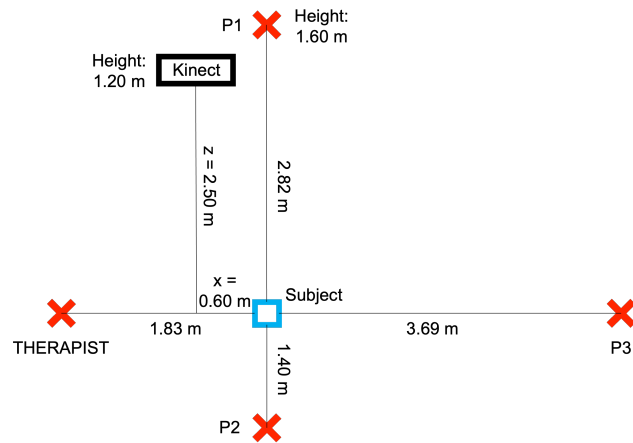 P1
Height:
1.60 m
Height:
1.20 m
Kinect
z = 2.50 m
2.82 m
x =
0.60 m
Subject
1.83 m
3.69 m
THERAPIST
P3
1.40 m
P2